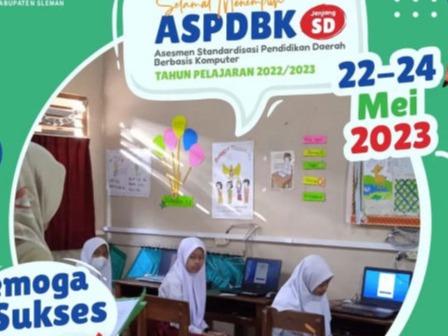 KABUPATEN SLEMAN
Selamat Menempuh
ASPDBK
Jenjang
SD
Asesmen Standardisasi Pendidikan Daerah
Berbasis Komputer
TAHUN PELAJARAN 2022/2023
22-24
Mei
2023
emoga
Sukses